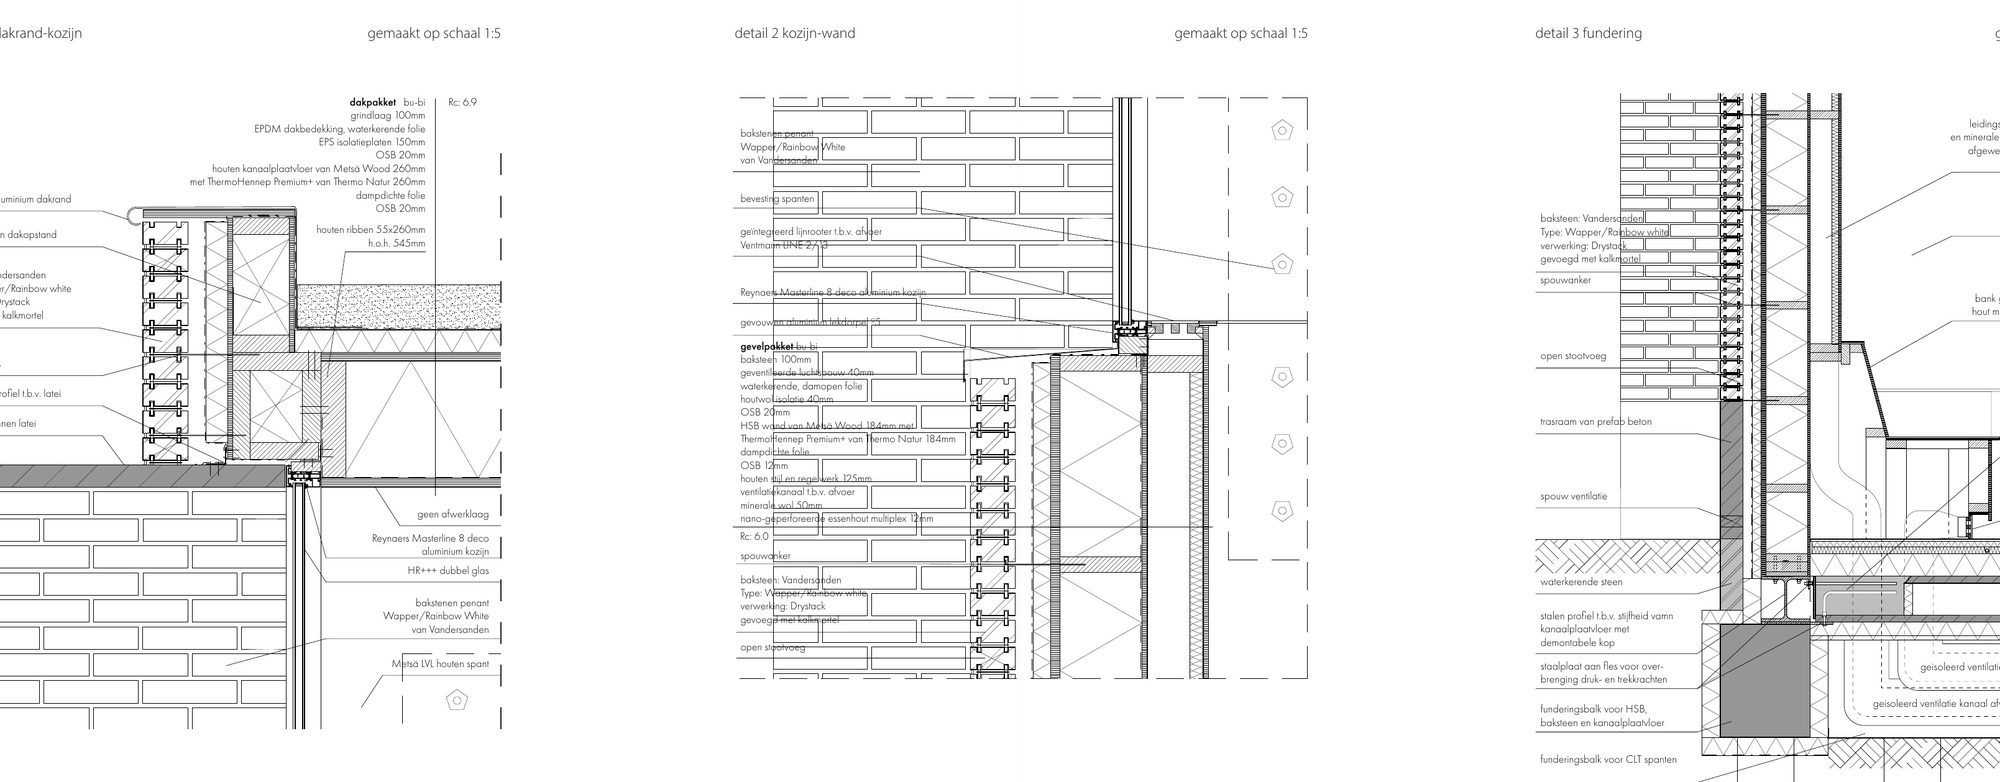 dakrand-kozijn
gemaakt op schaal 1:5
dakpakket bu-bi
Rc: 6.9
grindlaag 100mm
EPDM dakbedekking, waterkerende folie
EPS isolatieplaten 150mm
OSB 20mm
houten kanaalplaatvloer van Metsä Wood 260mm
met ThermoHennep Premium+ van Thermo Natur 260mm
dampdichte folie
OSB 20mm
houten ribben 55x260mm
h.o.h. 545mm
uminium dakrand
n dakopstand
ndersanden
er/Rainbow white
Drystack
kalkmortel
profiel t.b.v. latei
nen latei
geen afwerklaag
Reynaers Masterline 8 deco
aluminium kozijn
HR+++ dubbel glas
bakstenen penant
Wapper/Rainbow White
van Vandersanden
Metsä LVL houten spant
detail 2 kozijn-wand
gemaakt op schaal 1:5
bakstenen penant
Wapper/Rainbow White
van Vandersanden
bevesting spanten
geïntegreerd lijnrooter t.b.v. afvoer
Ventmann LINE 2/13
Reynaers Masterline 8 deco aluminium kozijn
gevouwen aluminium lekdorpel °5
gevelpakket bu-bi
baksteen 100mm
geventileerde luchtspouw 40mm
waterkerende, damopen folie
houtwol isolatie 40mm
OSB 20mm
HSB wand van Metsä Wood 184mm met
ThermoHennep Premium+ van Thermo Natur 184mm
dampdichte folie
OSB 12mm
houten stijl en regelwerk 125mm
ventilatiekanaal t.b.v. afvoer
minerale wol 50mm
nano-geperforeerde essenhout multiplex 12mm
Rc: 6.0
spouwanker
baksteen: Vandersanden
Type: Wapper/Rainbow white
verwerking: Drystack
gevoegd met kalkmortel
open stootvoeg
detail 3 fundering
g
leidings
en minerale
afgewe
baksteen: Vandersanden
Type: Wapper/Rainbow white
verwerking: Drystack
gevoegd met kalkmortel
spouwanker
bank g
hout m
open stootvoeg
trasraam van prefab beton
spouw ventilatie
waterkerende steen
stalen profiel t.b.v. stijfheid vamn
kanaalplaatvloer met
demontabele kop
staalplaat aan fles voor over-
brenging druk- en trekkrachten
geisoleerd ventilatie
geisoleerd ventilatie kanaal afv
funderingsbalk voor HSB,
baksteen en kanaalplaatvloer
funderingsbalk voor CLT spanten